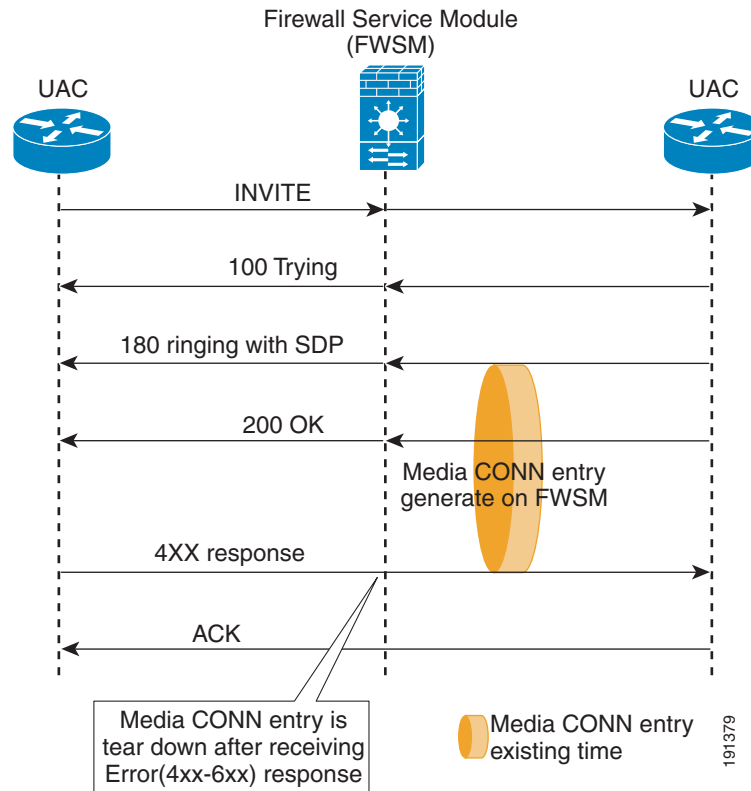 Firewall Service Module
(FWSM)
UAC
UAC
INVITE
100 Trying
180 ringing with SDP
200 OK
Media CONN entry
generate on FWSM
4XX response
ACK
Media CONN entry is
tear down after receiving
Error(4xx-6xx) response
Media CONN entry
existing time
191379